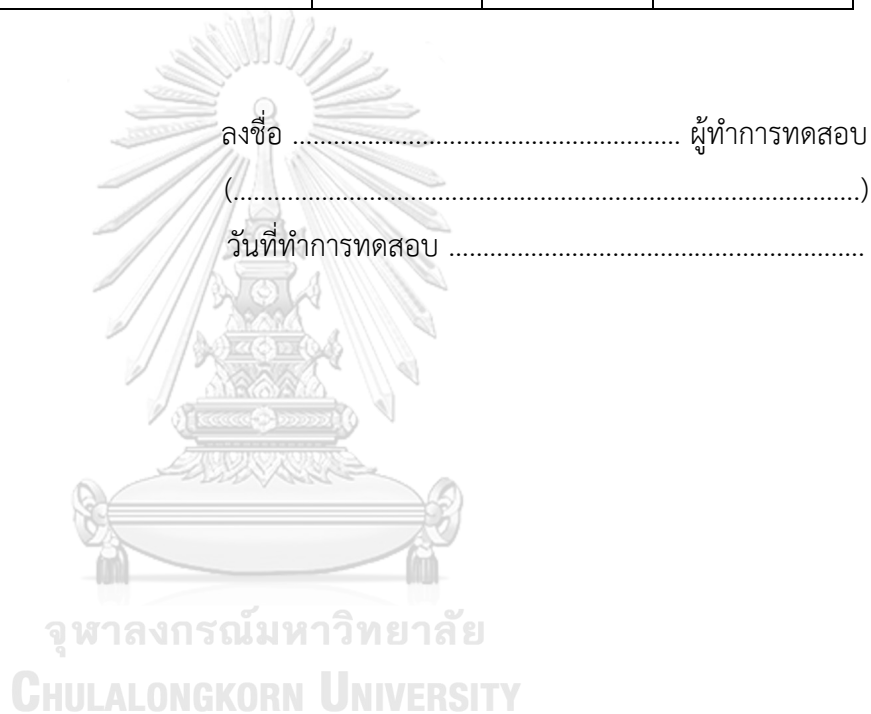 ลงชื่อ .......................................................... ผู้ทำการทดสอบ
(..............................................................................................)
วันที่ทำการทดสอบ ..............................................................
จุฬาลงกรณ์มหาวิทยาลัย
CHULALONGKORN UNIVERSITY